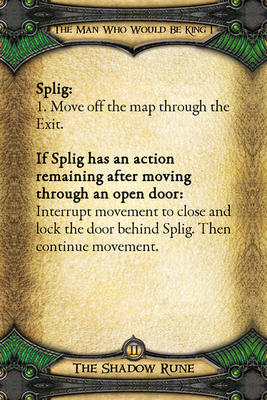 The Man Who Would Be King I
Splig:
1. Move off the map through the
Exit.
If Splig has an action
remaining after moving
through an open door:
Interrupt movement to close and
lock the door behind Splig. Then
continue movement.
II
The Shadow Rune